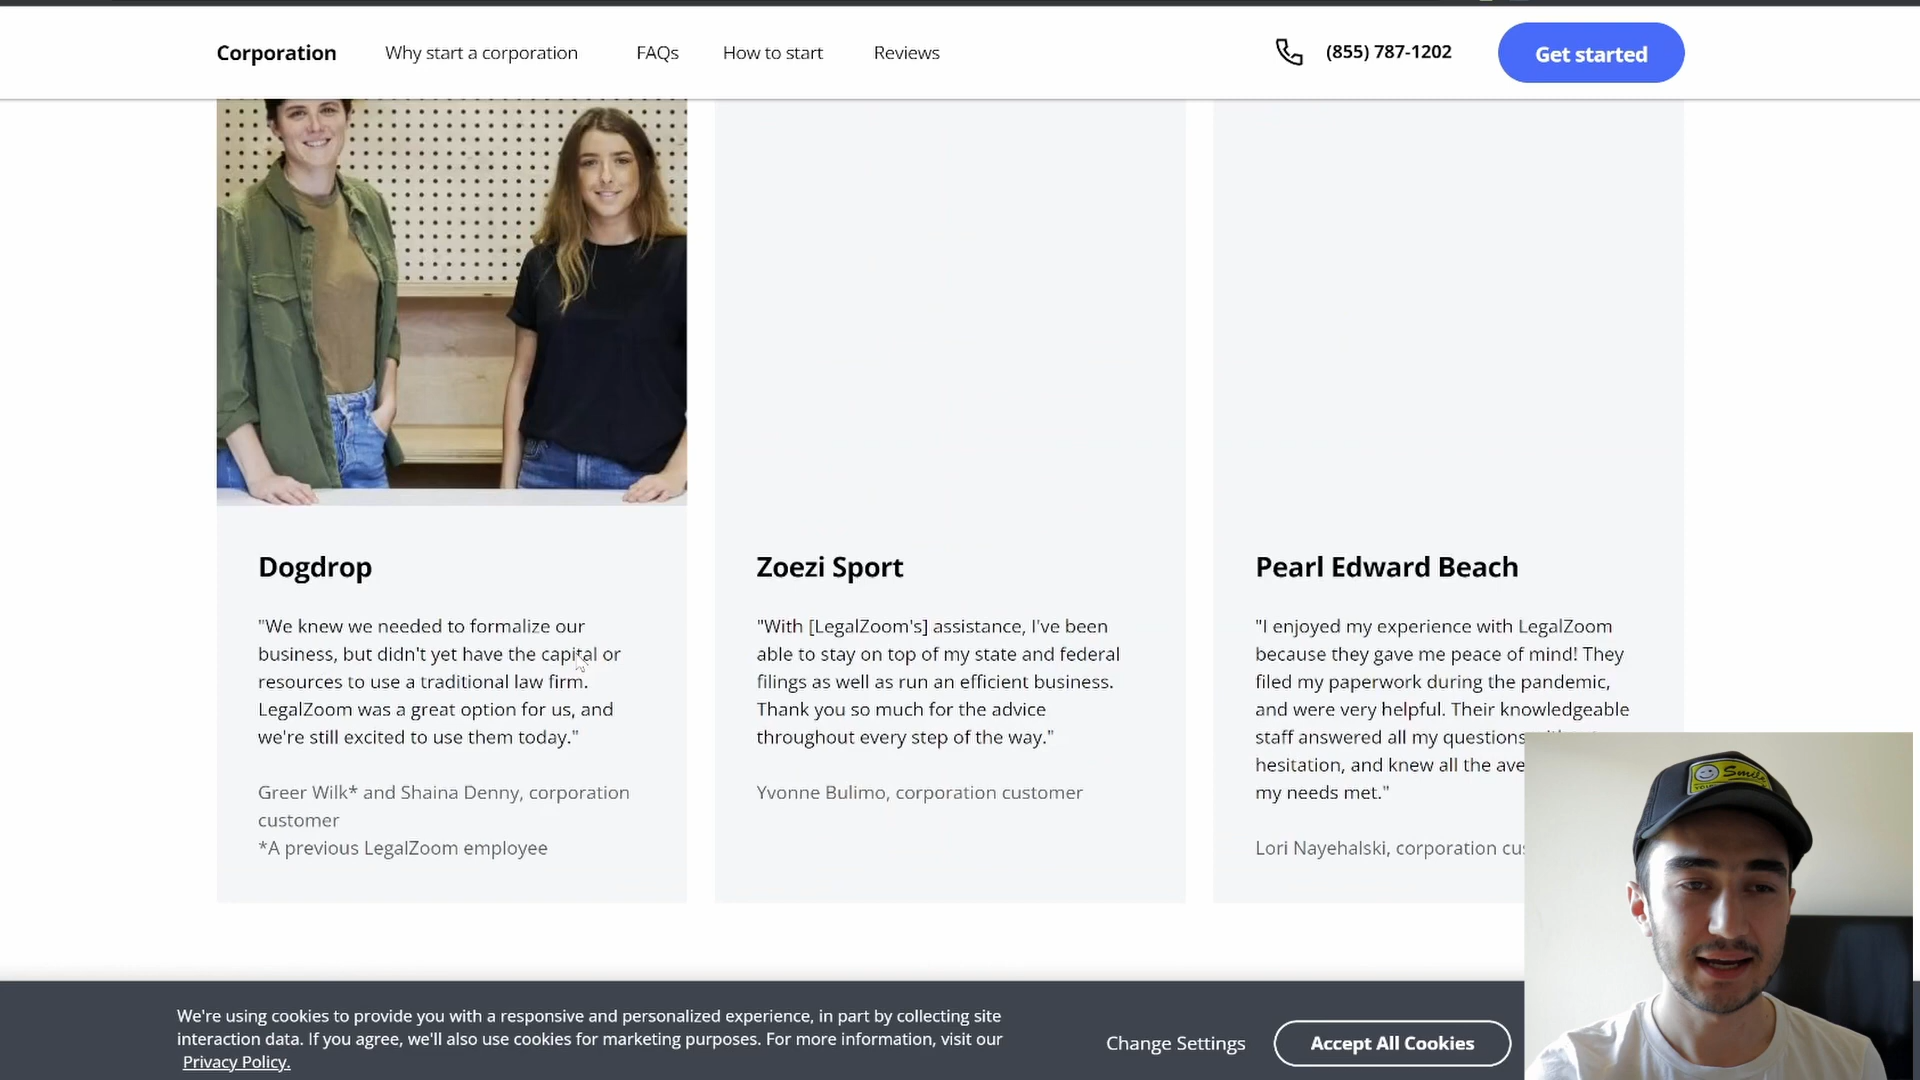 Corporation
Why start a corporation
FAQs
How to start
Reviews
(855) 787-1202
Get started
Dogdrop
"We knew we needed to formalize our
business, but didn't yet have the capital or
resources to use a traditional law firm.
LegalZoom was a great option for us, and
we're still excited to use them today."
Greer Wilk* and Shaina Denny, corporation
customer
*A previous LegalZoom employee
Zoezi Sport
"With [LegalZoom's] assistance, I've been
able to stay on top of my state and federal
filings as well as run an efficient business.
Thank you so much for the advice
throughout every step of the way."
Yvonne Bulimo, corporation customer
Pearl Edward Beach
"I enjoyed my experience with LegalZoom
because they gave me peace of mind! They
filed my paperwork during the pandemic,
and were very helpful. Their knowledgeable
staff answered all my questions
hesitation, and knew all the ave
my needs met."
Lori Nayehalski, corporation cu
Smile
We're using cookies to provide you with a responsive and personalized experience, in part by collecting site
interaction data. If you agree, we'll also use cookies for marketing purposes. For more information, visit our
Privacy Policy.
Change Settings
Accept All Cookies